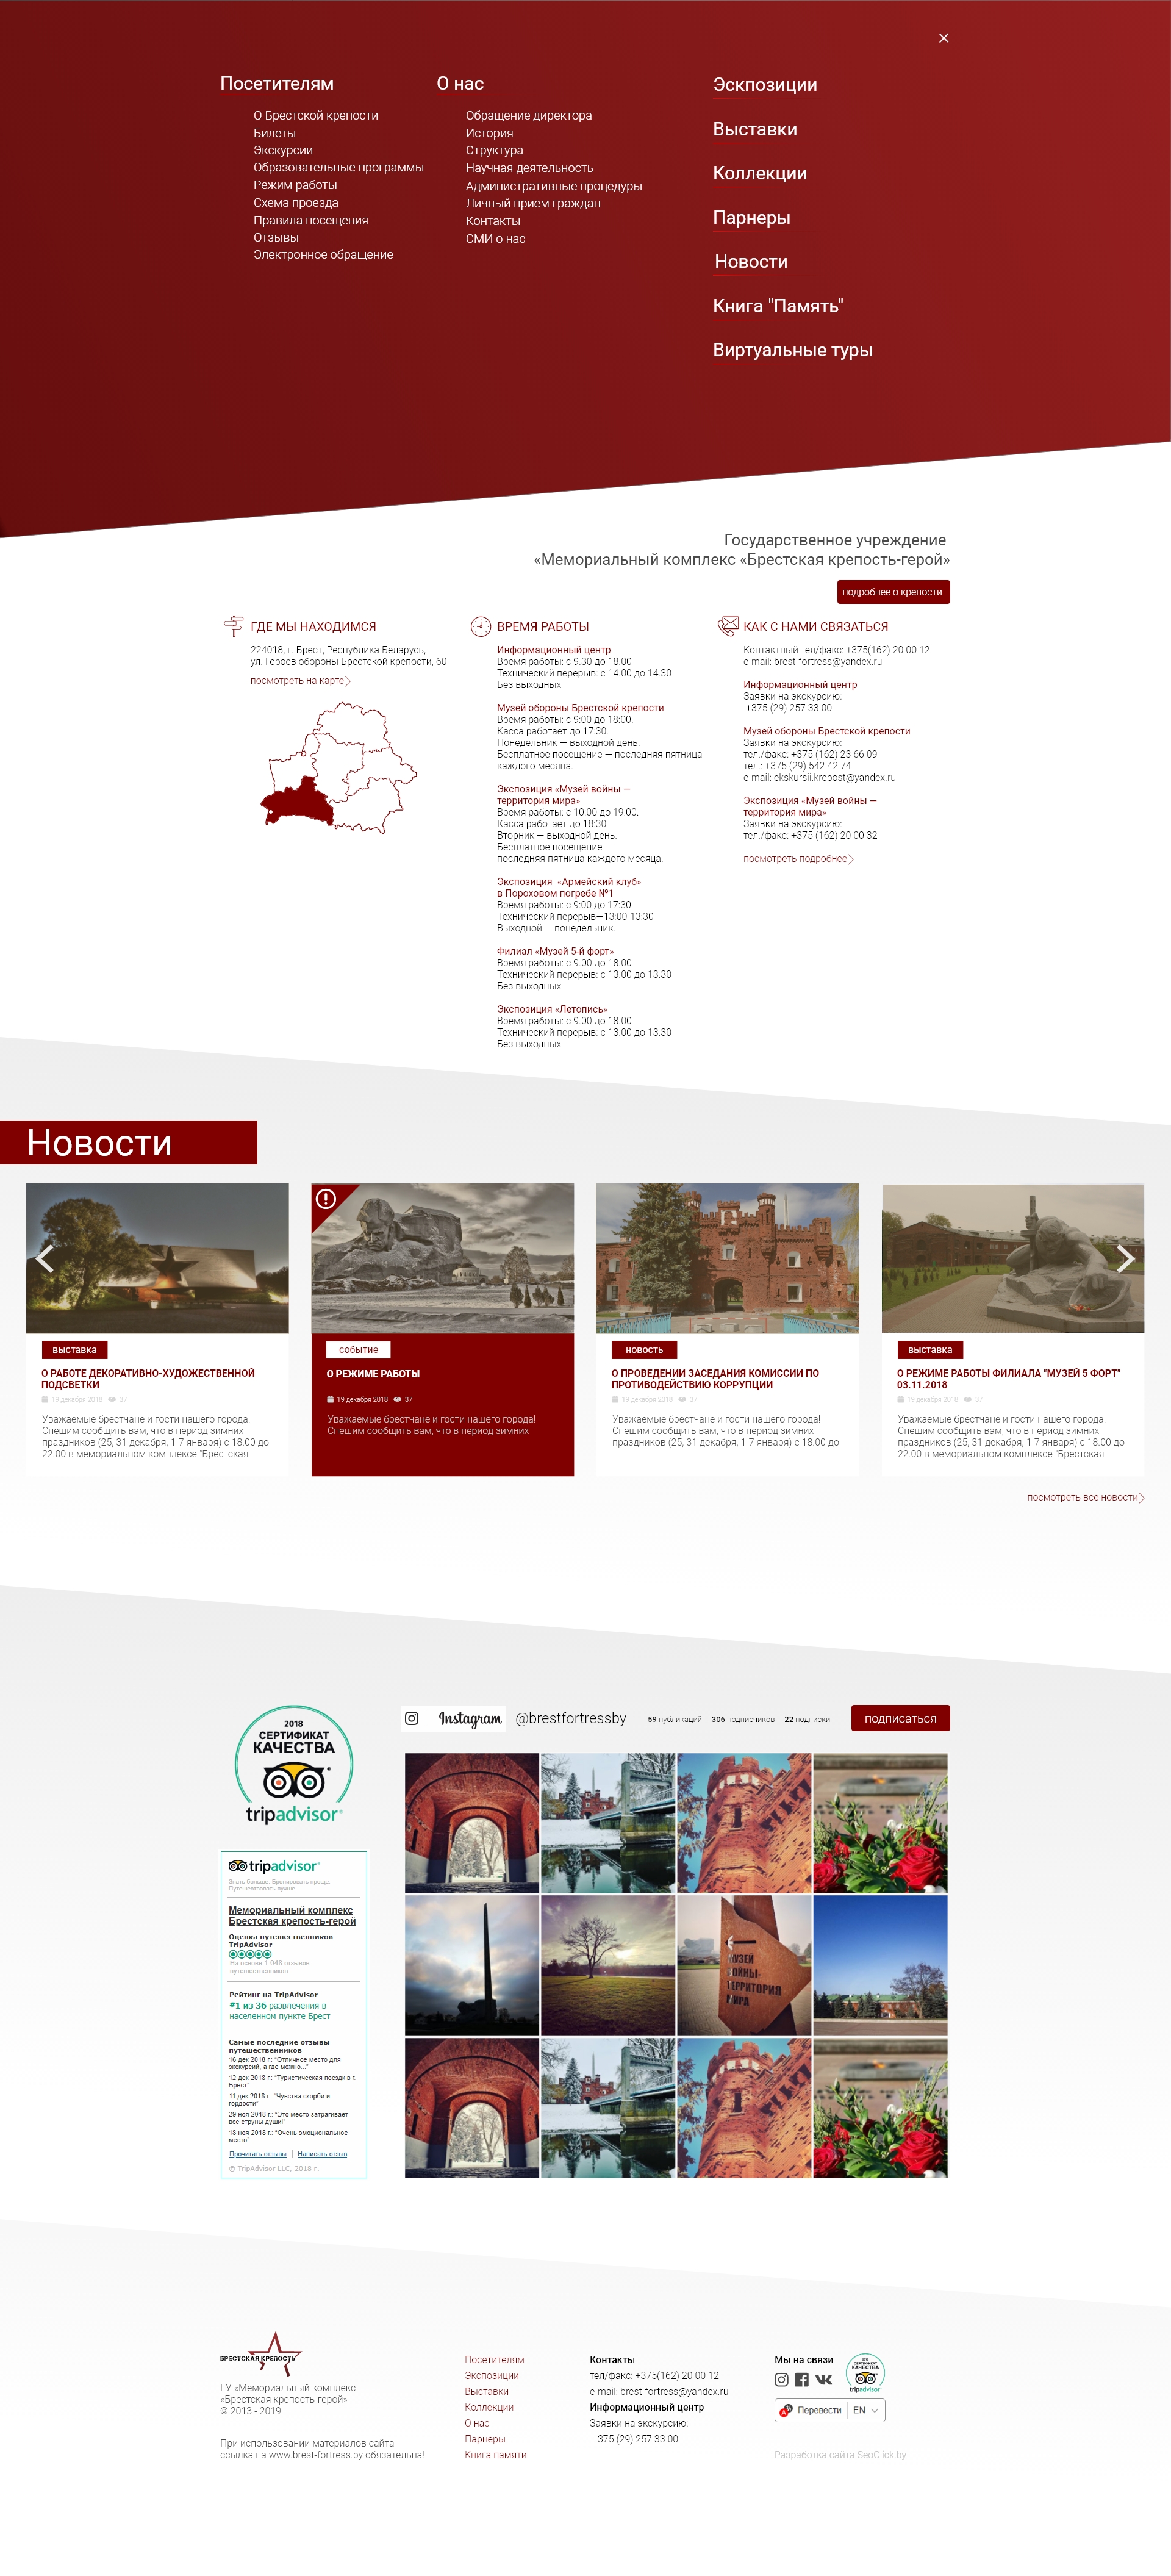 Посетителям
О Брестской крепости
Билеты
Экскурсии
Образовательные программы
Режим работы
Схема проезда
Правила посещения
Отзывы
Электронное обращение
О нас
Обращение директора
История
Структура
Научная деятельность
Административные процедуры
Личный прием граждан
Контакты
СМИ о нас
Эскпозиции
Выставки
Коллекции
Парнеры
Новости
Книга "Память"
Виртуальные туры
Государственное учреждение
«Мемориальный комплекс «Брестская крепость-герой»
подробнее о крепости
ГДЕ МЫ НАХОДИМСЯ
224018, г. Брест, Республика Беларусь,
ул. Героев обороны Брестской крепости, 60
посмотреть на карте
ВРЕМЯ РАБОТЫ
Информационный центр
Время работы: с 9.30 до 18.00
Технический перерыв: с 14.00 до 14.30
Без выходных
Музей обороны Брестской крепости
Время работы: с 9:00 до 18:00.
Касса работает до 17:30.
Понедельник — выходной день.
Бесплатное посещение — последняя пятница
каждого месяца.
Экспозиция «Музей войны —
территория мира»
Время работы: с 10:00 до 19:00.
Касса работает до 18:30
Вторник — выходной день.
Бесплатное посещение —
последняя пятница каждого месяца.
Экспозиция «Армейский клуб»
в Пороховом погребе №1
Время работы: с 9:00 до 17:30
Технический перерыв—13:00-13:30
Выходной — понедельник.
Филиал «Музей 5-й форт»
Время работы: с 9.00 до 18.00
Технический перерыв: с 13.00 до 13.30
Без выходных
Экспозиция «Летопись»
Время работы: с 9.00 до 18.00
Технический перерыв: с 13.00 до 13.30
Без выходных
КАК С НАМИ СВЯЗАТЬСЯ
Контактный тел/факс: +375(162) 20 00 12
e-mail: brest-fortress@yandex.ru
Информационный центр
Заявки на экскурсию:
+375 (29) 257 33 00
Музей обороны Брестской крепости
Заявки на экскурсию:
тел./факс: +375 (162) 23 66 09
тел.: +375 (29) 542 42 74
e-mail: ekskursii.krepost@yandex.ru
Экспозиция «Музей войны —
территория мира»
Заявки на экскурсию:
тел./факс: +375 (162) 20 00 32
посмотреть подробнее
Новости
выставка
О РАБОТЕ ДЕКОРАТИВНО-ХУДОЖЕСТВЕННОЙ
ПОДСВЕТКИ
19 декабря 2018 37
Уважаемые брестчане и гости нашего города!
Спешим сообщить вам, что в период зимних
праздников (25, 31 декабря, 1-7 января) с 18.00 до
22.00 в мемориальном комплексе "Брестская
событие
О РЕЖИМЕ РАБОТЫ
19 декабря 2018 37
Уважаемые брестчане и гости нашего города!
Спешим сообщить вам, что в период зимних
новость
О ПРОВЕДЕНИИ ЗАСЕДАНИЯ КОМИССИИ ПО
ПРОТИВОДЕЙСТВИЮ КОРРУПЦИИ
19 декабря 2018 37
Уважаемые брестчане и гости нашего города!
Спешим сообщить вам, что в период зимних
праздников (25, 31 декабря, 1-7 января) с 18.00 до
выставка
О РЕЖИМЕ РАБОТЫ ФИЛИАЛА "МУЗЕЙ 5 ФОРТ"
03.11.2018
19 декабря 2018 37
Уважаемые брестчане и гости нашего города!
Спешим сообщить вам, что в период зимних
праздников (25, 31 декабря, 1-7 января) с 18.00 до
22.00 в мемориальном комплексе "Брестская
посмотреть все новости
2018
СЕРТИФИКАТ
КАЧЕСТВА
tripadvisor
Instagram
@brestfortressby
59 публикаций 306 подписчиков 22 подписки
ПОДПИСАТЬСЯ
tripadvisor
Знать больше. Бронировать проще.
Путешествовать лучше.
Мемориальный комплекс
Брестская крепость-герой
Оценка путешественников
TripAdvisor
На основе 1 048 отзывов
путешественников
Рейтинг на TripAdvisor
#1 из 36 развлечения в
населенном пункте Брест
Самые последние отзывы
путешественников
16 дек 2018 г.: "Отличное место для
экскурсий, а где можно..."
12 дек 2018 г.: "Туристическая поездк в г.
Брест"
11 дек 2018 г.: "Чувства скорби и
гордости"
29 ноя 2018 г.: "Это место затрагивает
все струны души!"
18 ноя 2018 г.: "Очень эмоциональное
место"
Прочитать отзывы | Написать отзыв
© TripAdvisor LLC, 2018 г.
МУЗЕЙ
ВОЙНЫ-
ТЕРРИТОРИЯ
МИРА
БРЕСТСКАЯ КРЕПОСТЬ
ГУ «Мемориальный комплекс
«Брестская крепость-герой»
© 2013 - 2019
При использовании материалов сайта
ссылка на www.brest-fortress.by обязательна!
Посетителям
Экспозиции
Выставки
Коллекции
О нас
Парнеры
Книга памяти
Контакты
тел/факс: +375(162) 20 00 12
e-mail: brest-fortress@yandex.ru
Информационный центр
Заявки на экскурсию:
+375 (29) 257 33 00
Мы на связи
2018
СЕРТИФИКАТ
КАЧЕСТВА
tripadvisor
Перевести EN
Разработка сайта SeoClick.by